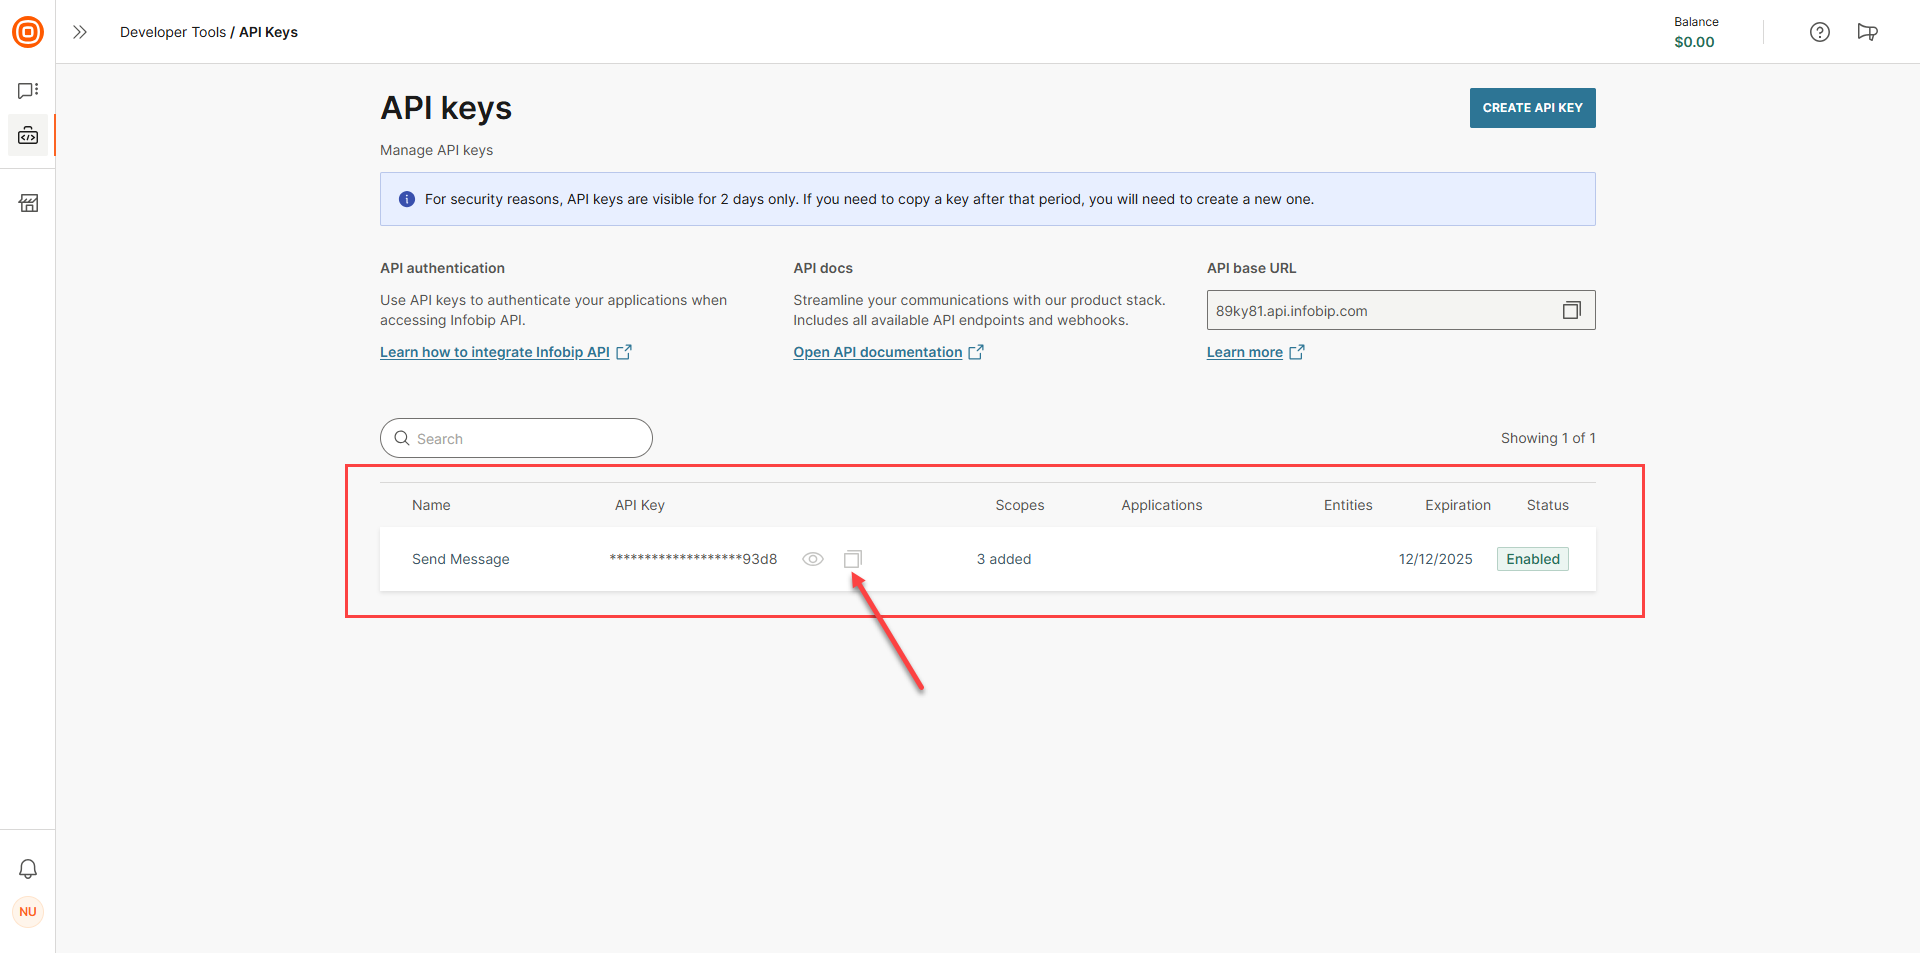 Developer Tools / API Keys
Balance
$0.00
API keys
CREATE API KEY
Manage API keys
For security reasons, API keys are visible for 2 days only. If you need to copy a key after that period, you will need to create a new one.
API authentication
Use API keys to authenticate your applications when
accessing Infobip API.
Learn how to integrate Infobip API
API docs
Streamline your communications with our product stack.
Includes all available API endpoints and webhooks.
Open API documentation
API base URL
89ky81.api.infobip.com
Learn more
Search
Showing 1 of 1
Name API Key Scopes Applications Entities Expiration Status
Send Message *******************93d8 3 added 12/12/2025 Enabled
NU